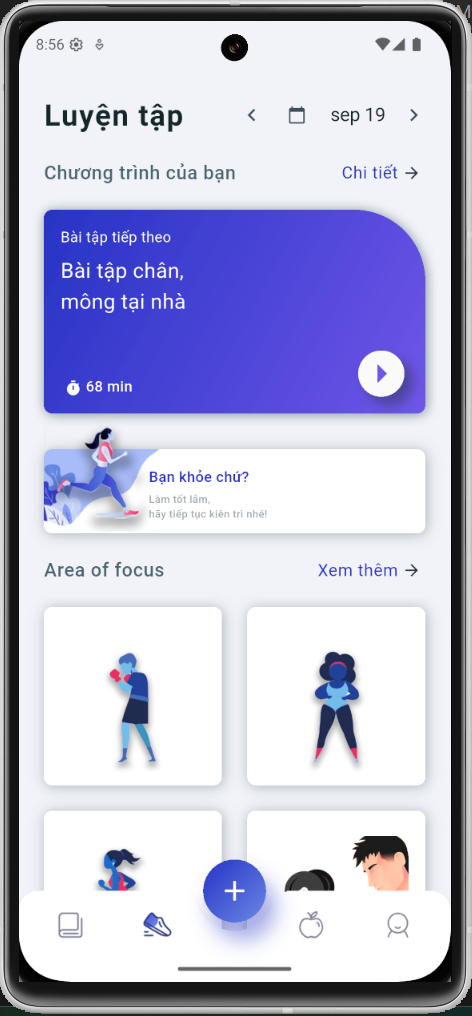 8:56
Luyện tập
sep 19
Chương trình của bạn
Chi tiết
Bài tập tiếp theo
Bài tập chân,
mông tại nhà
68 min
Bạn khỏe chứ?
Làm tốt lắm,
hãy tiếp tục kiên trì nhé!
Area of focus
Xem thêm